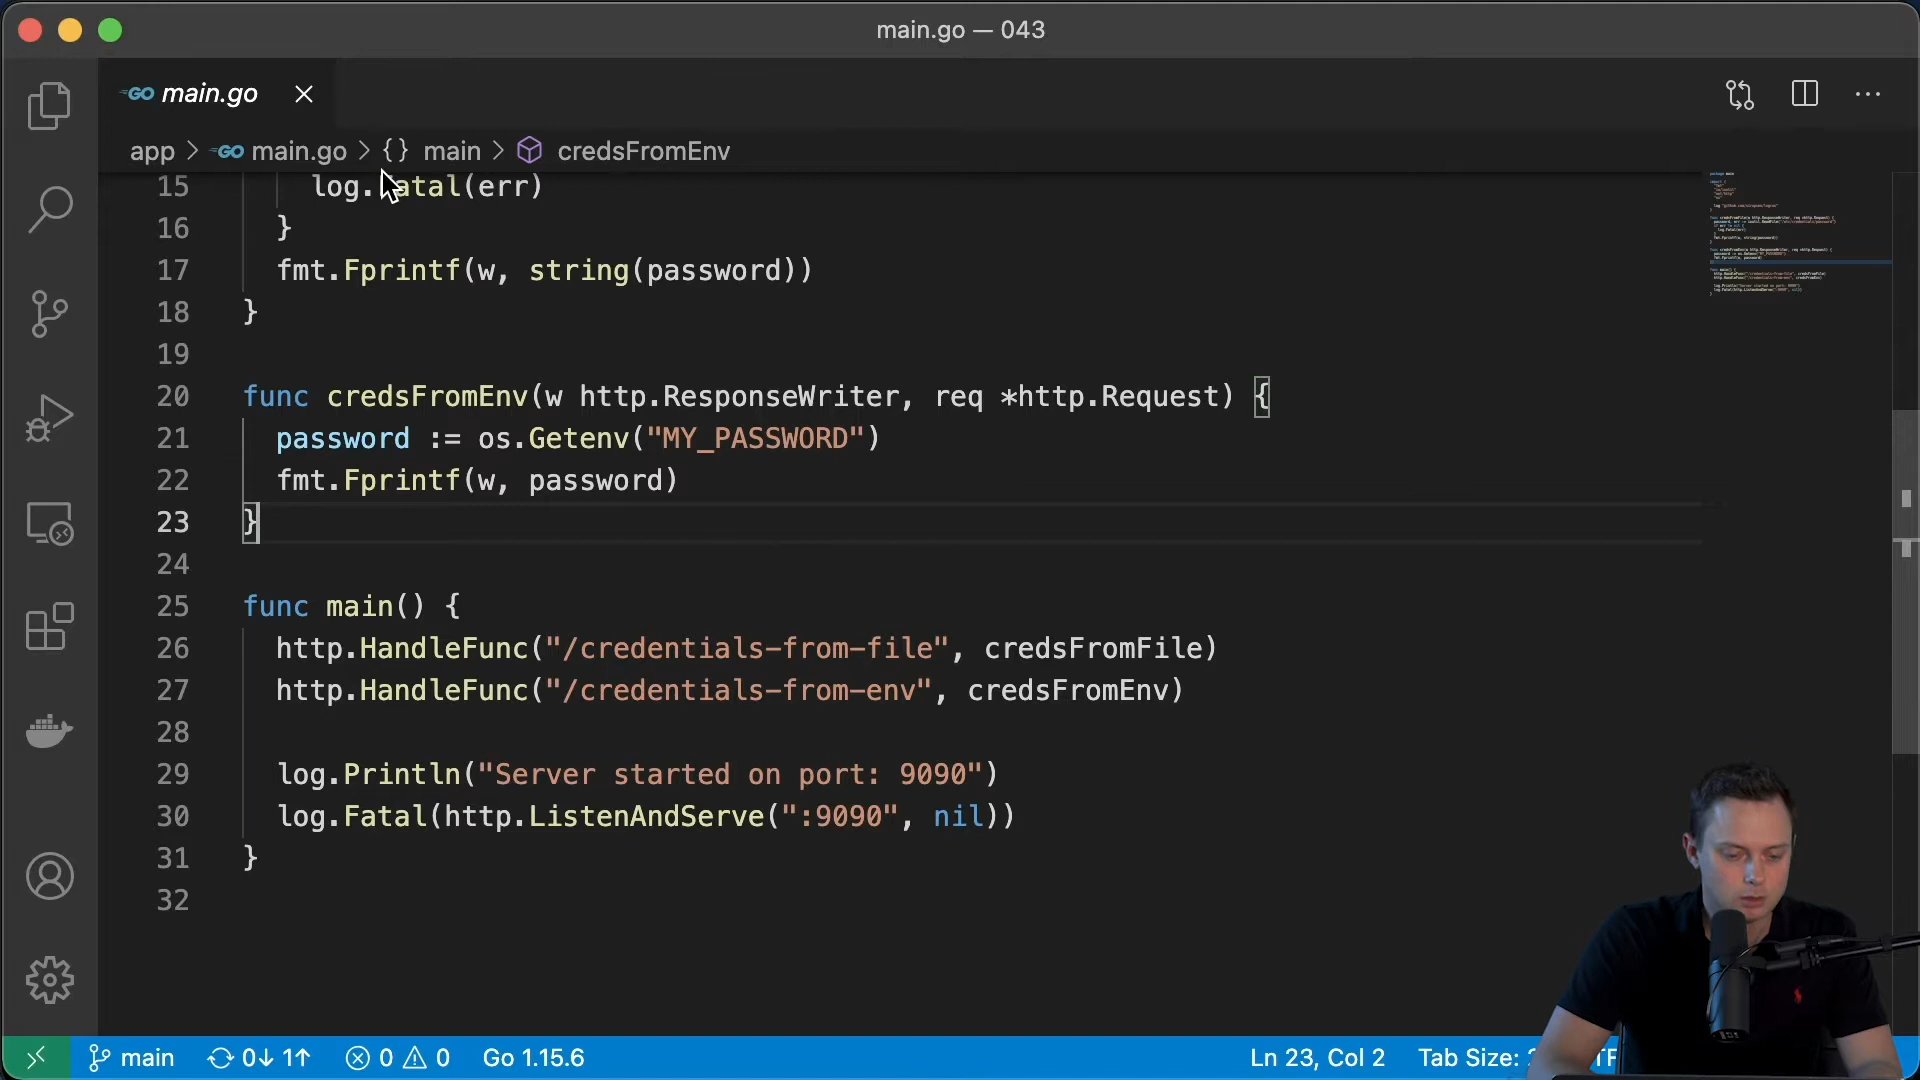 main.go — 043
GO main.go
app > GO main.go > {} main > credsFromEnv
15 log.Fatal(err)
16 }
17 fmt.Fprintf(w, string(password))
18 }
19
20 func credsFromEnv(w http.ResponseWriter, req *http.Request) {
21 password := os.Getenv("MY_PASSWORD")
22 fmt.Fprintf(w, password)
23 }
24
25 func main() {
26 http.HandleFunc("/credentials-from-file", credsFromFile)
27 http.HandleFunc("/credentials-from-env", credsFromEnv)
28
29 log.Println("Server started on port: 9090")
30 log.Fatal(http.ListenAndServe(":9090", nil))
31 }
32
main 0↓ 1↑ 0 0 Go 1.15.6 Ln 23, Col 2 Tab Size: